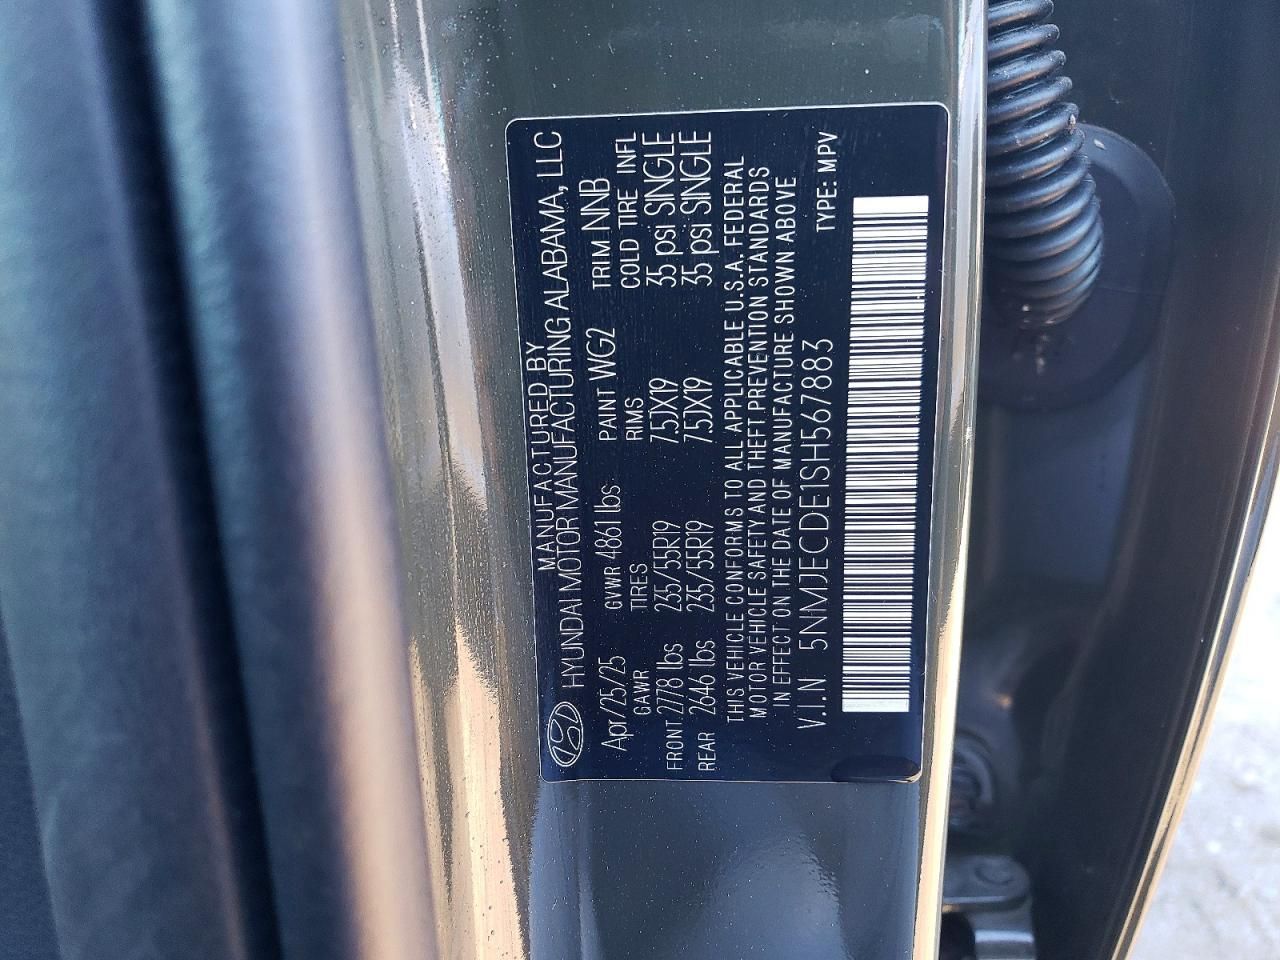 MANUFACTURED BY
HYUNDAI MOTOR MANUFACTURING ALABAMA, LLC
Apr/25/25 GVWR 4861 lbs PAINT WG2 TRIM NNB
GAWR TIRES RIMS COLD TIRE INFL
FRONT 2778 lbs 235/55R19 7.5JX19 35 psi SINGLE
REAR 2646 lbs 235/55R19 7.5JX19 35 psi SINGLE
THIS VEHICLE CONFORMS TO ALL APPLICABLE U.S.A. FEDERAL
MOTOR VEHICLE SAFETY AND THEFT PREVENTION STANDARDS
IN EFFECT ON THE DATE OF MANUFACTURE SHOWN ABOVE
V.I.N 5NMJECDE1SH567883 TYPE: MPV